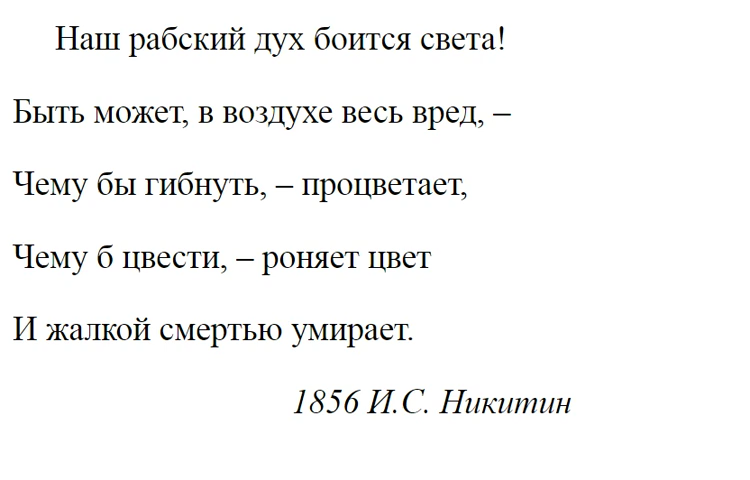 Наш рабский дух боится света!
Быть может, в воздухе весь вред, –
Чему бы гибнуть, – процветает,
Чему б цвести, – роняет цвет
И жалкой смертью умирает.
1856 И.С. Никитин